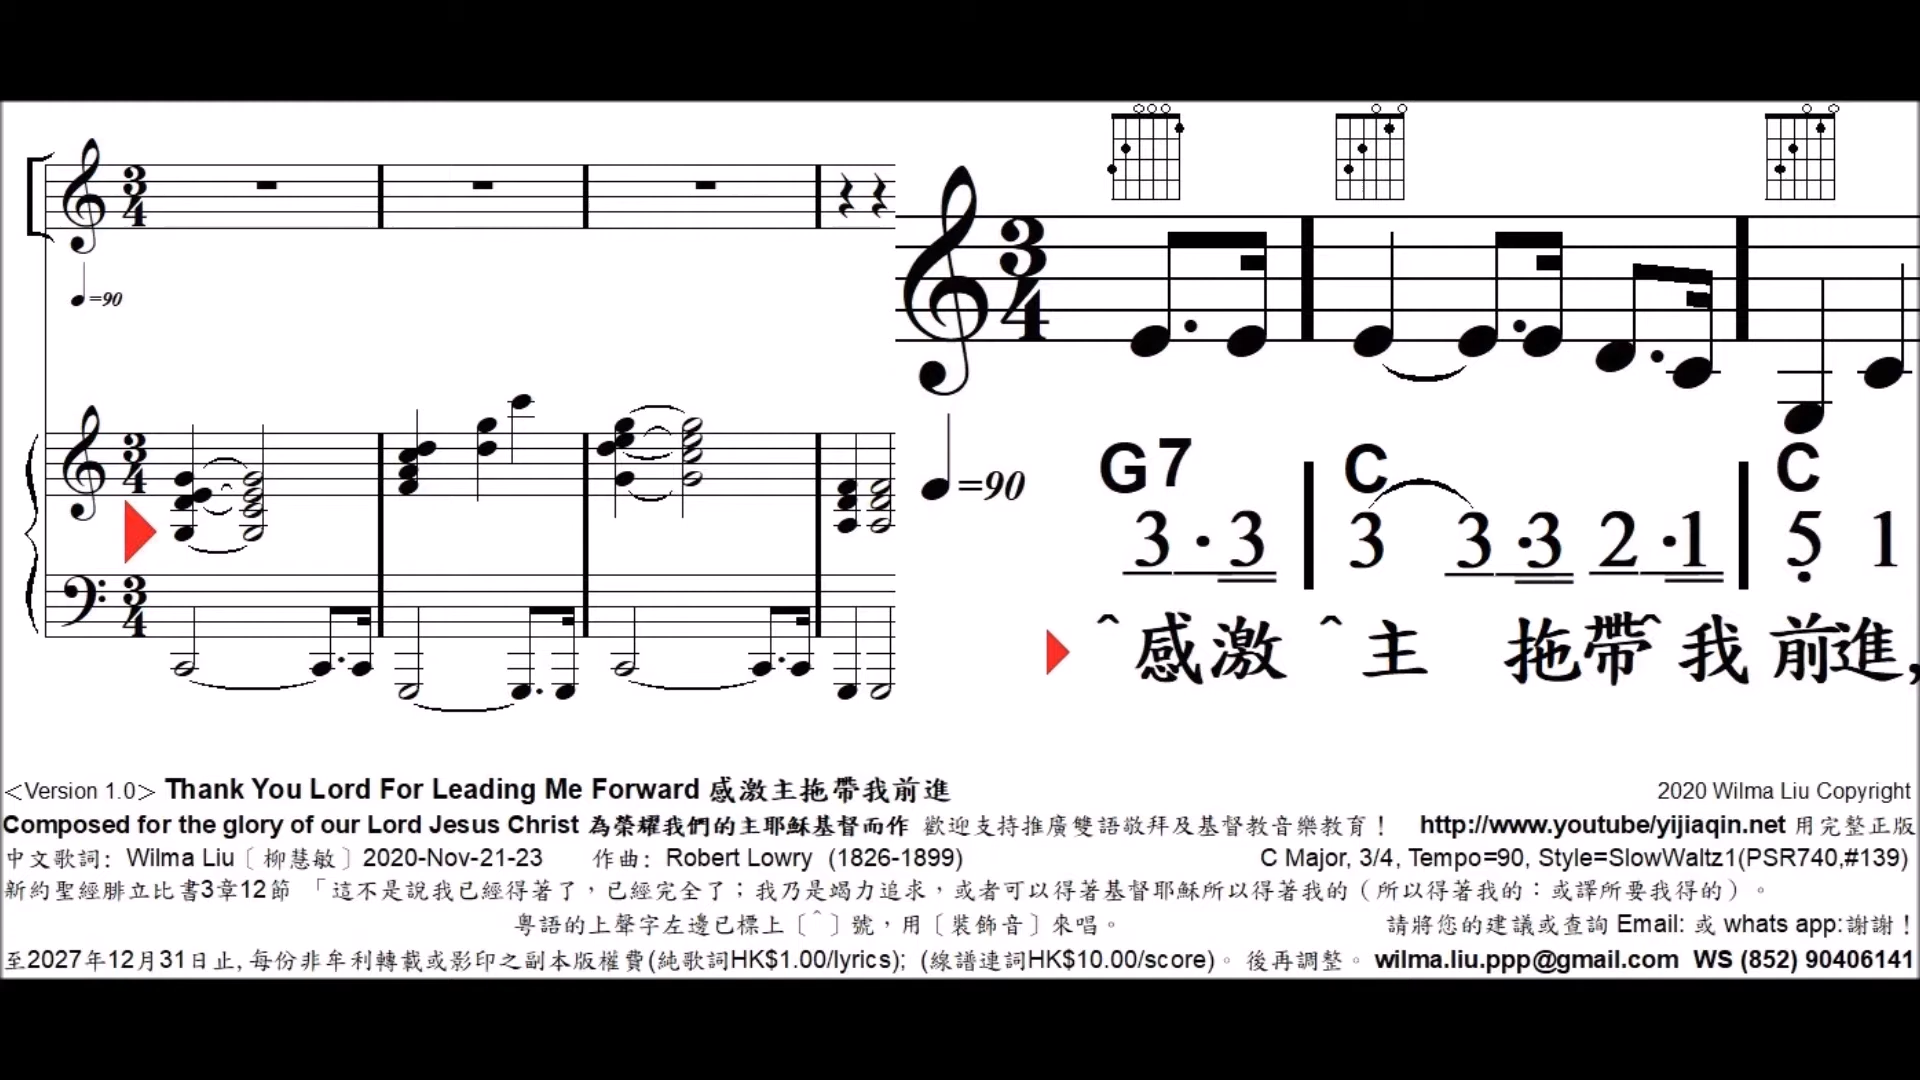 =90
G7 C C
=90
3 · 3 | 3 3 · 3 2 · 1 | 5 1
^感激 ^主 拖帶^我前進,
<Version 1.0> Thank You Lord For Leading Me Forward 感激主拖帶我前進 2020 Wilma Liu Copyright
Composed for the glory of our Lord Jesus Christ 為榮耀我們的主耶穌基督而作 歡迎支持推廣雙語敬拜及基督教音樂教育! http://www.youtube/yijiaqin.net 用完整正版
中文歌詞: Wilma Liu〔柳慧敏〕2020-Nov-21-23 作曲: Robert Lowry (1826-1899) C Major, 3/4, Tempo=90, Style=SlowWaltz1(PSR740,#139)
新約聖經腓立比書3章12節 「這不是說我已經得著了,已經完全了;我乃是竭力追求,或者可以得著基督耶穌所以得著我的(所以得著我的:或譯所要我得的)。
粵語的上聲字左邊已標上〔^〕號,用〔裝飾音〕來唱。 請將您的建議或查詢 Email: 或 whats app:謝謝!
至2027年12月31日止, 每份非牟利轉載或影印之副本版權費(純歌詞HK$1.00/lyrics); (線譜連詞HK$10.00/score)。後再調整。 wilma.liu.ppp@gmail.com WS (852) 90406141